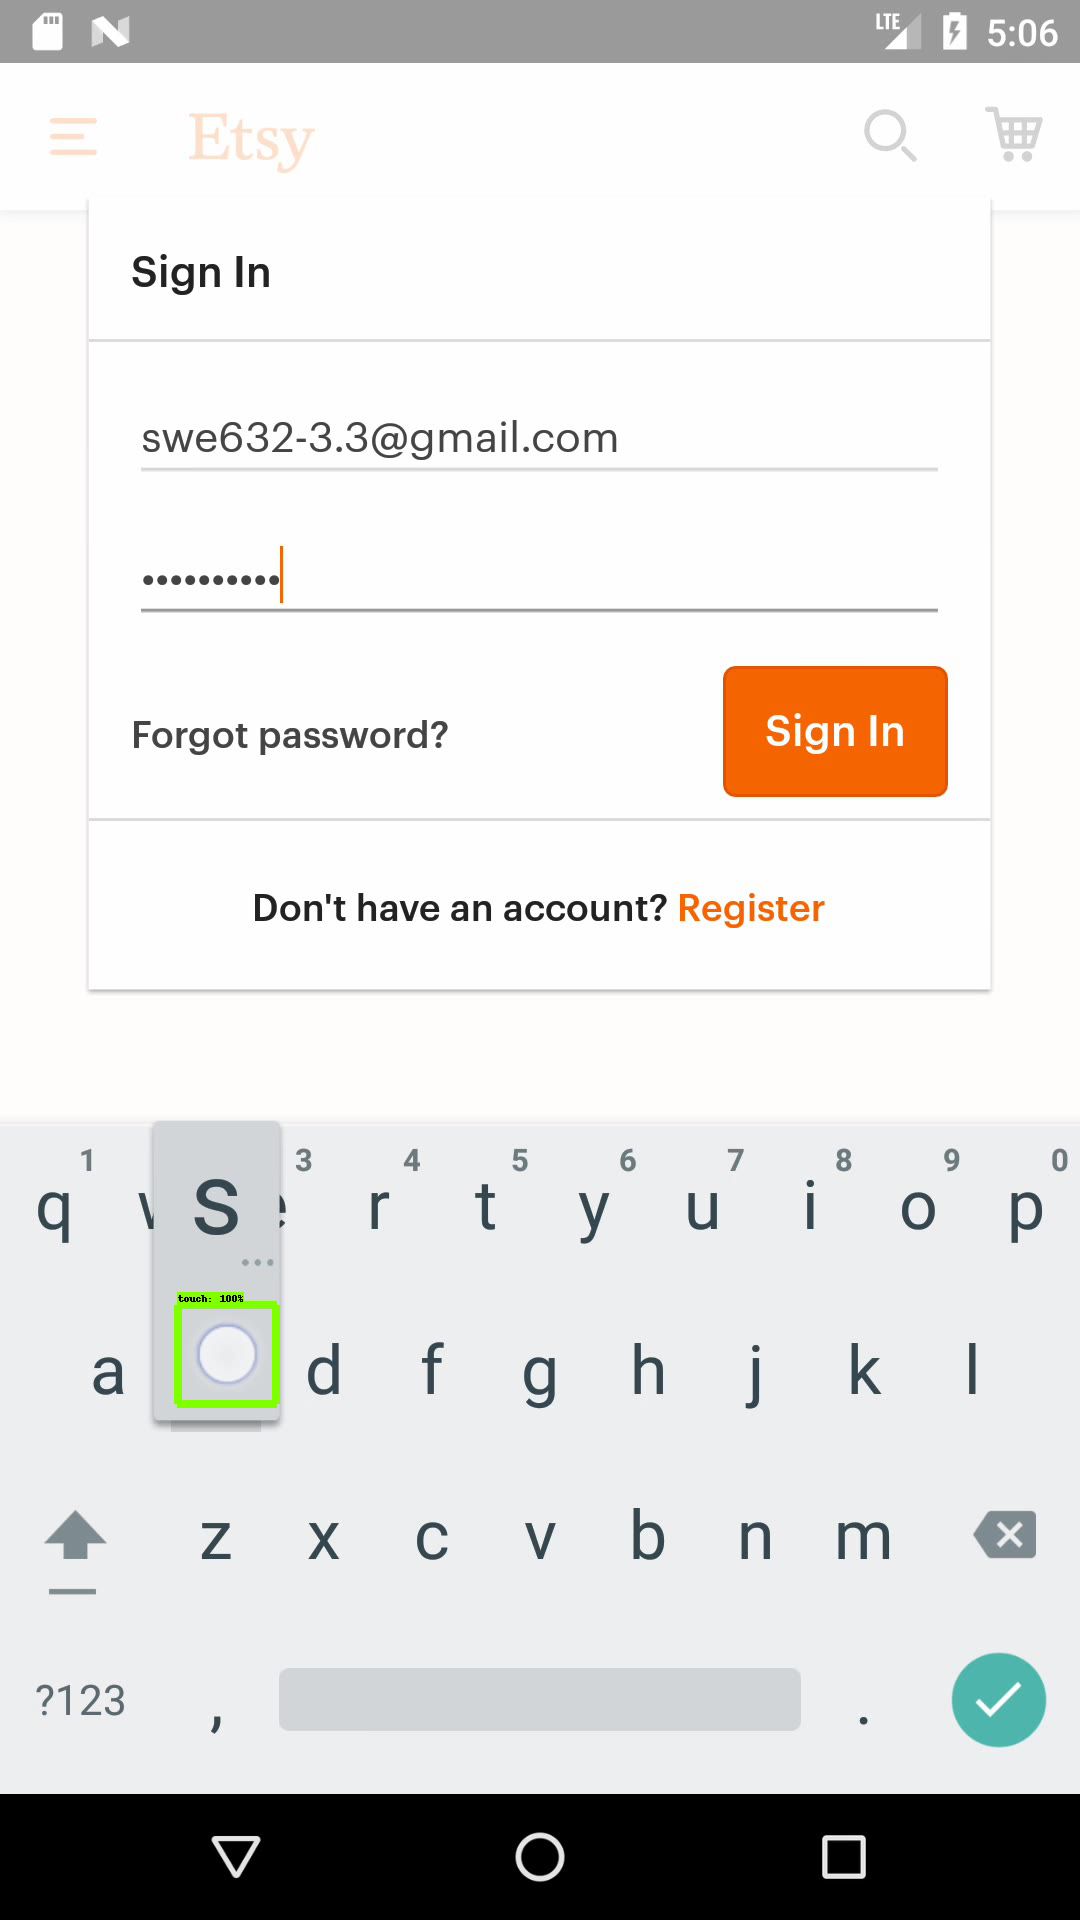 LTE 5:06
Etsy
Sign In
swe632-3.3@gmail.com
••••••••••
Forgot password?
Sign In
Don't have an account? Register
1 3 4 5 6 7 8 9 0
q s r t y u i o p
touch: 100%
a d f g h j k l
z x c v b n m
?123 , .